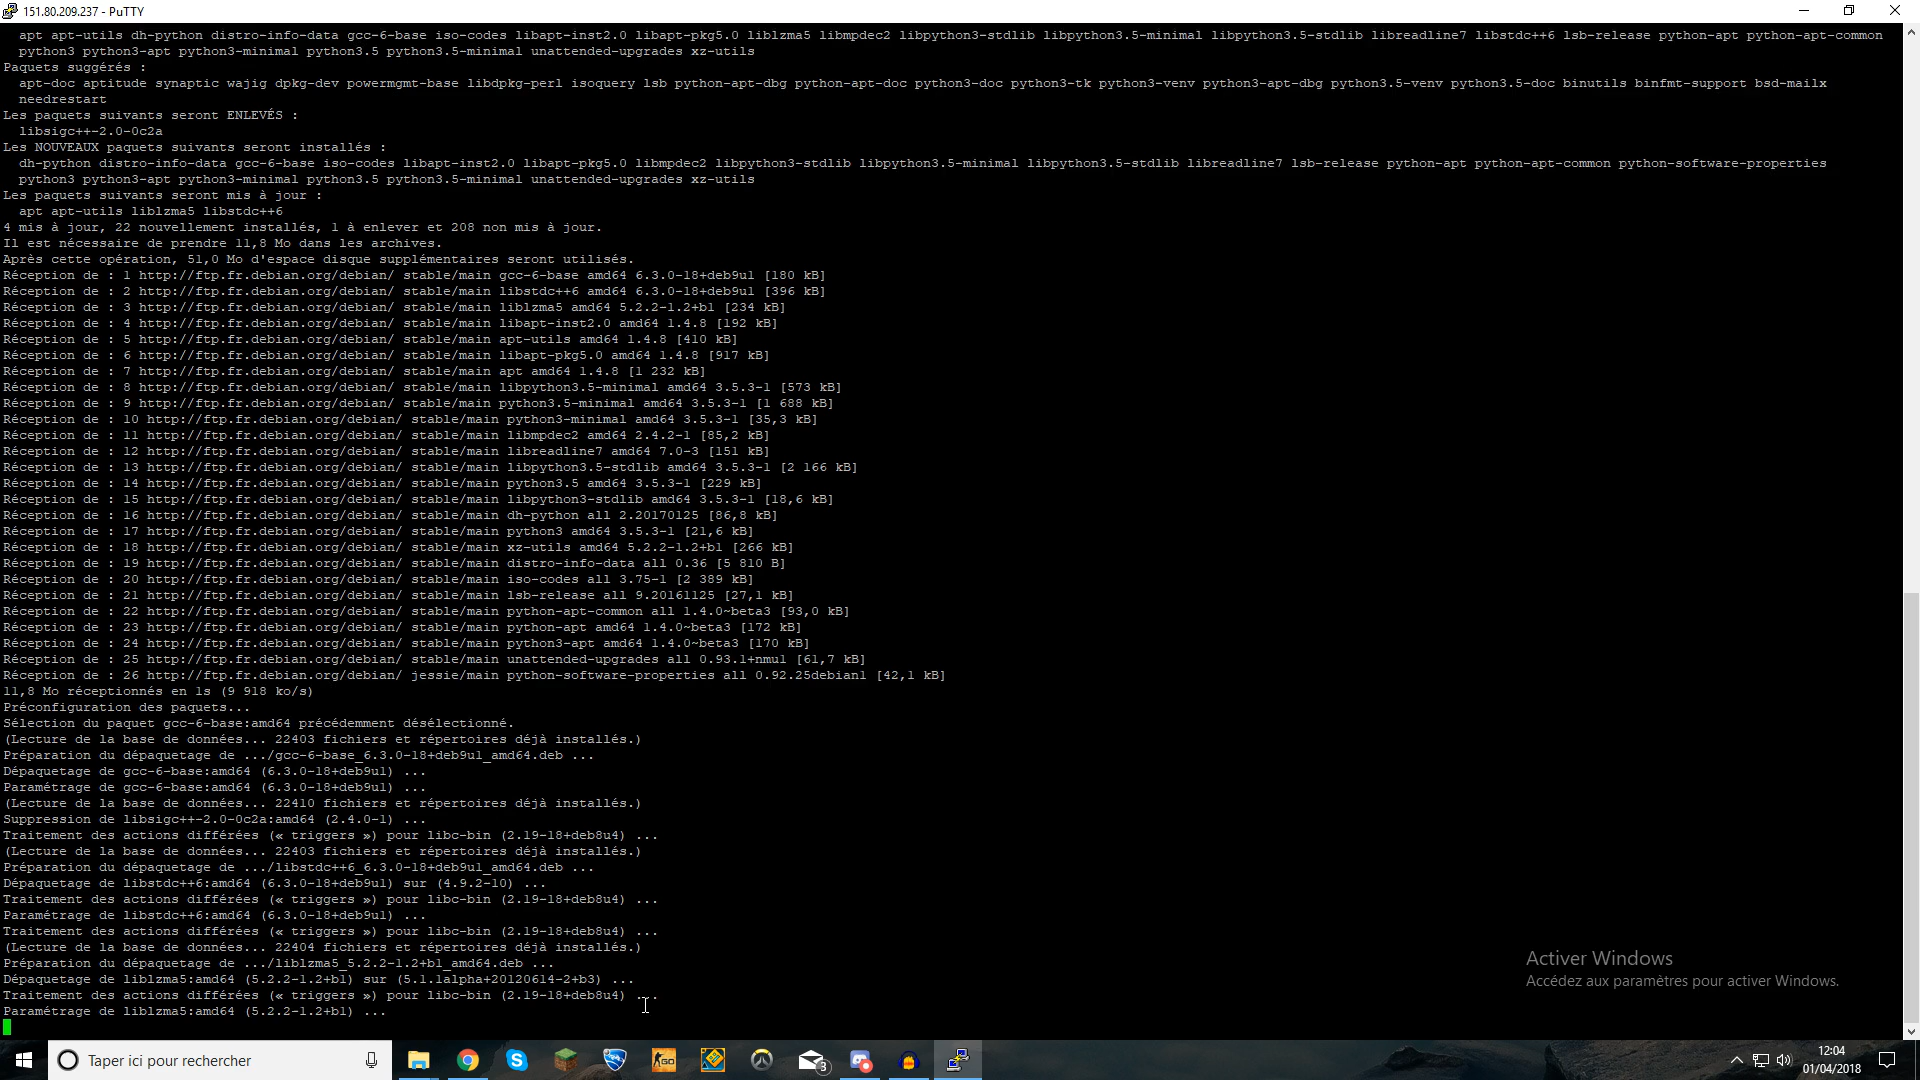 151.80.209.237 - PuTTY
apt apt-utils dh-python distro-info-data gcc-6-base iso-codes libapt-inst2.0 libapt-pkg5.0 liblzma5 libmpdec2 libpython3-stdlib libpython3.5-minimal libpython3.5-stdlib libreadline7 libstdc++6 lsb-release python-apt python-apt-common
python3 python3-apt python3-minimal python3.5 python3.5-minimal unattended-upgrades xz-utils
Paquets suggérés :
apt-doc aptitude synaptic wajig dpkg-dev powermgmt-base libdpkg-perl isoquery lsb python-apt-dbg python-apt-doc python3-doc python3-tk python3-venv python3-apt-dbg python3.5-venv python3.5-doc binutils binfmt-support bsd-mailx
needrestart
Les paquets suivants seront ENLEVÉS :
libsigc++-2.0-0c2a
Les NOUVEAUX paquets suivants seront installés :
dh-python distro-info-data gcc-6-base iso-codes libapt-inst2.0 libapt-pkg5.0 libmpdec2 libpython3-stdlib libpython3.5-minimal libpython3.5-stdlib libreadline7 lsb-release python-apt python-apt-common python-software-properties
python3 python3-apt python3-minimal python3.5 python3.5-minimal unattended-upgrades xz-utils
Les paquets suivants seront mis à jour :
apt apt-utils liblzma5 libstdc++6
4 mis à jour, 22 nouvellement installés, 1 à enlever et 208 non mis à jour.
Il est nécessaire de prendre 11,8 Mo dans les archives.
Après cette opération, 51,0 Mo d'espace disque supplémentaires seront utilisés.
Réception de : 1 http://ftp.fr.debian.org/debian/ stable/main gcc-6-base amd64 6.3.0-18+deb9u1 [180 kB]
Réception de : 2 http://ftp.fr.debian.org/debian/ stable/main libstdc++6 amd64 6.3.0-18+deb9u1 [396 kB]
Réception de : 3 http://ftp.fr.debian.org/debian/ stable/main liblzma5 amd64 5.2.2-1.2+b1 [234 kB]
Réception de : 4 http://ftp.fr.debian.org/debian/ stable/main libapt-inst2.0 amd64 1.4.8 [192 kB]
Réception de : 5 http://ftp.fr.debian.org/debian/ stable/main apt-utils amd64 1.4.8 [410 kB]
Réception de : 6 http://ftp.fr.debian.org/debian/ stable/main libapt-pkg5.0 amd64 1.4.8 [917 kB]
Réception de : 7 http://ftp.fr.debian.org/debian/ stable/main apt amd64 1.4.8 [1 232 kB]
Réception de : 8 http://ftp.fr.debian.org/debian/ stable/main libpython3.5-minimal amd64 3.5.3-1 [573 kB]
Réception de : 9 http://ftp.fr.debian.org/debian/ stable/main python3.5-minimal amd64 3.5.3-1 [1 688 kB]
Réception de : 10 http://ftp.fr.debian.org/debian/ stable/main python3-minimal amd64 3.5.3-1 [35,3 kB]
Réception de : 11 http://ftp.fr.debian.org/debian/ stable/main libmpdec2 amd64 2.4.2-1 [85,2 kB]
Réception de : 12 http://ftp.fr.debian.org/debian/ stable/main libreadline7 amd64 7.0-3 [151 kB]
Réception de : 13 http://ftp.fr.debian.org/debian/ stable/main libpython3.5-stdlib amd64 3.5.3-1 [2 166 kB]
Réception de : 14 http://ftp.fr.debian.org/debian/ stable/main python3.5 amd64 3.5.3-1 [229 kB]
Réception de : 15 http://ftp.fr.debian.org/debian/ stable/main libpython3-stdlib amd64 3.5.3-1 [18,6 kB]
Réception de : 16 http://ftp.fr.debian.org/debian/ stable/main dh-python all 2.20170125 [86,8 kB]
Réception de : 17 http://ftp.fr.debian.org/debian/ stable/main python3 amd64 3.5.3-1 [21,6 kB]
Réception de : 18 http://ftp.fr.debian.org/debian/ stable/main xz-utils amd64 5.2.2-1.2+b1 [266 kB]
Réception de : 19 http://ftp.fr.debian.org/debian/ stable/main distro-info-data all 0.36 [5 810 B]
Réception de : 20 http://ftp.fr.debian.org/debian/ stable/main iso-codes all 3.75-1 [2 389 kB]
Réception de : 21 http://ftp.fr.debian.org/debian/ stable/main lsb-release all 9.20161125 [27,1 kB]
Réception de : 22 http://ftp.fr.debian.org/debian/ stable/main python-apt-common all 1.4.0~beta3 [93,0 kB]
Réception de : 23 http://ftp.fr.debian.org/debian/ stable/main python-apt amd64 1.4.0~beta3 [172 kB]
Réception de : 24 http://ftp.fr.debian.org/debian/ stable/main python3-apt amd64 1.4.0~beta3 [170 kB]
Réception de : 25 http://ftp.fr.debian.org/debian/ stable/main unattended-upgrades all 0.93.1+nmu1 [61,7 kB]
Réception de : 26 http://ftp.fr.debian.org/debian/ jessie/main python-software-properties all 0.92.25debian1 [42,1 kB]
11,8 Mo réceptionnés en 1s (9 918 ko/s)
Préconfiguration des paquets...
Sélection du paquet gcc-6-base:amd64 précédemment désélectionné.
(Lecture de la base de données... 22403 fichiers et répertoires déjà installés.)
Préparation du dépaquetage de .../gcc-6-base_6.3.0-18+deb9u1_amd64.deb ...
Dépaquetage de gcc-6-base:amd64 (6.3.0-18+deb9u1) ...
Paramétrage de gcc-6-base:amd64 (6.3.0-18+deb9u1) ...
(Lecture de la base de données... 22410 fichiers et répertoires déjà installés.)
Suppression de libsigc++-2.0-0c2a:amd64 (2.4.0-1) ...
Traitement des actions différées (« triggers ») pour libc-bin (2.19-18+deb8u4) ...
(Lecture de la base de données... 22403 fichiers et répertoires déjà installés.)
Préparation du dépaquetage de .../libstdc++6_6.3.0-18+deb9u1_amd64.deb ...
Dépaquetage de libstdc++6:amd64 (6.3.0-18+deb9u1) sur (4.9.2-10) ...
Traitement des actions différées (« triggers ») pour libc-bin (2.19-18+deb8u4) ...
Paramétrage de libstdc++6:amd64 (6.3.0-18+deb9u1) ...
Traitement des actions différées (« triggers ») pour libc-bin (2.19-18+deb8u4) ...
(Lecture de la base de données... 22404 fichiers et répertoires déjà installés.)
Préparation du dépaquetage de .../liblzma5_5.2.2-1.2+b1_amd64.deb ...
Dépaquetage de liblzma5:amd64 (5.2.2-1.2+b1) sur (5.1.1alpha+20120614-2+b3) ...
Traitement des actions différées (« triggers ») pour libc-bin (2.19-18+deb8u4) ...
Paramétrage de liblzma5:amd64 (5.2.2-1.2+b1) ...
Activer Windows
Accédez aux paramètres pour activer Windows.
Taper ici pour rechercher
GO
3
12:04
01/04/2018